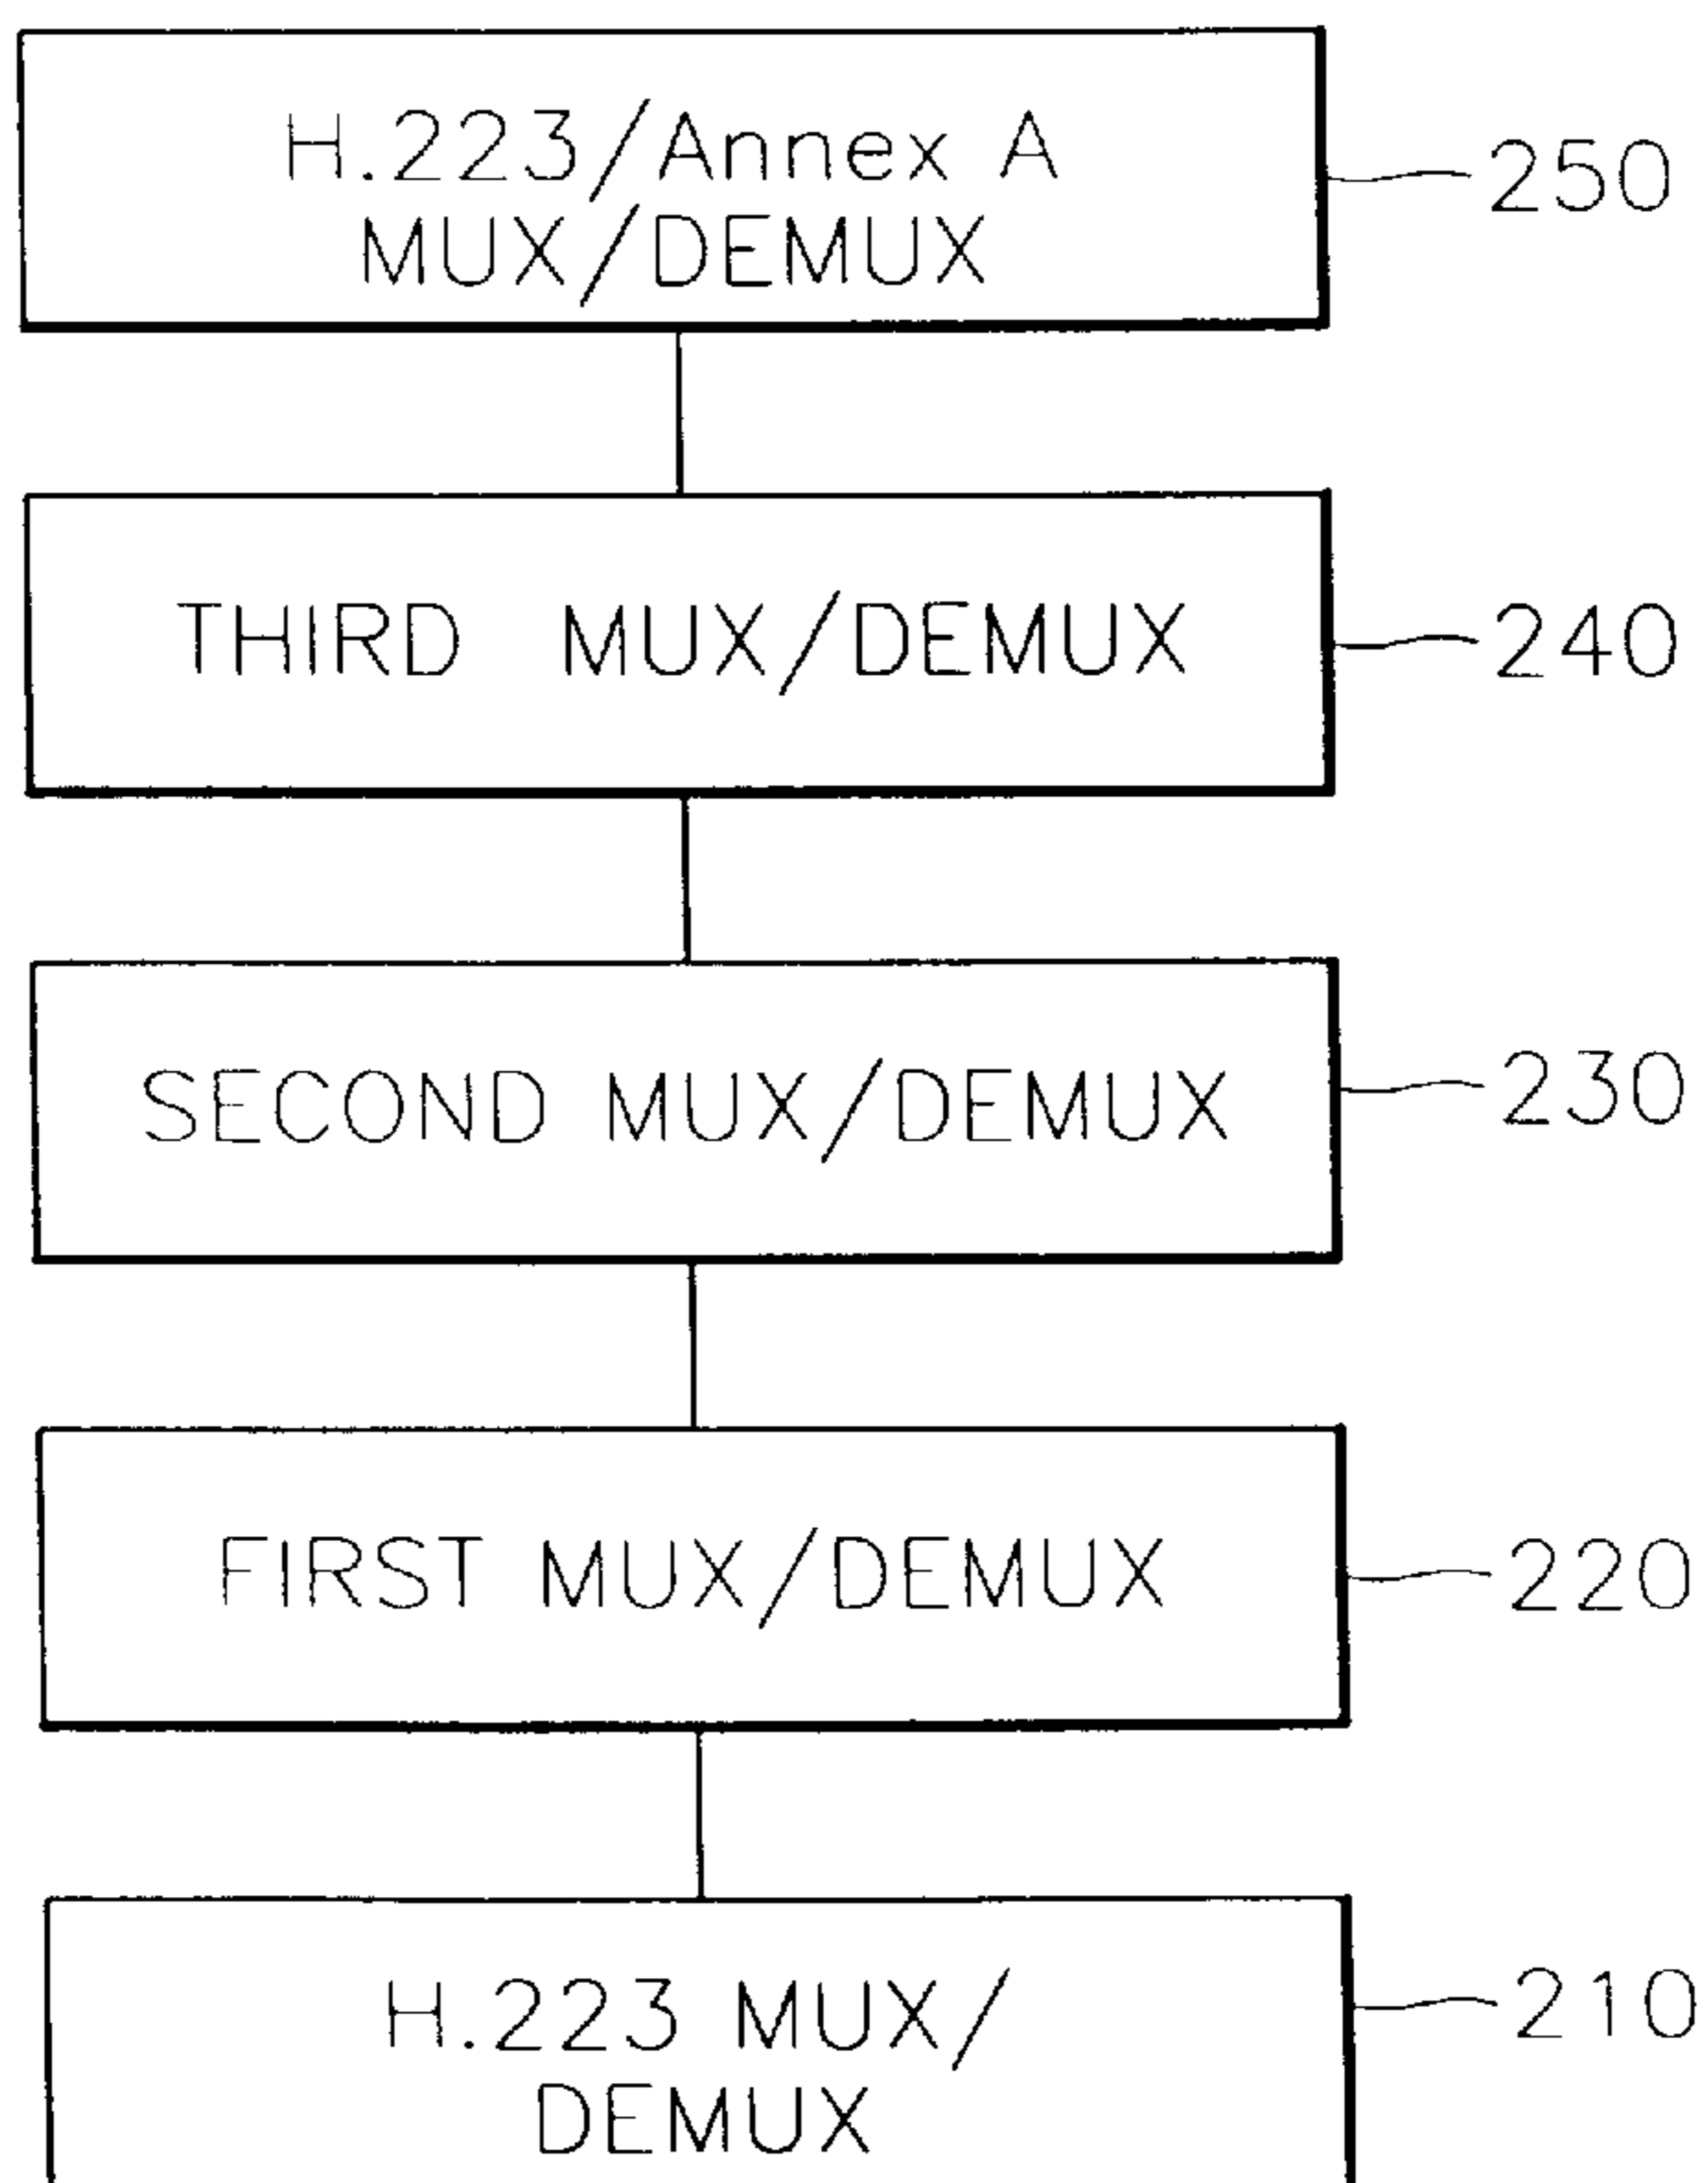 H.223/Annex A
MUX/DEMUX
250
THIRD MUX/DEMUX
240
SECOND MUX/DEMUX
230
FIRST MUX/DEMUX
220
H.223 MUX/
DEMUX
210